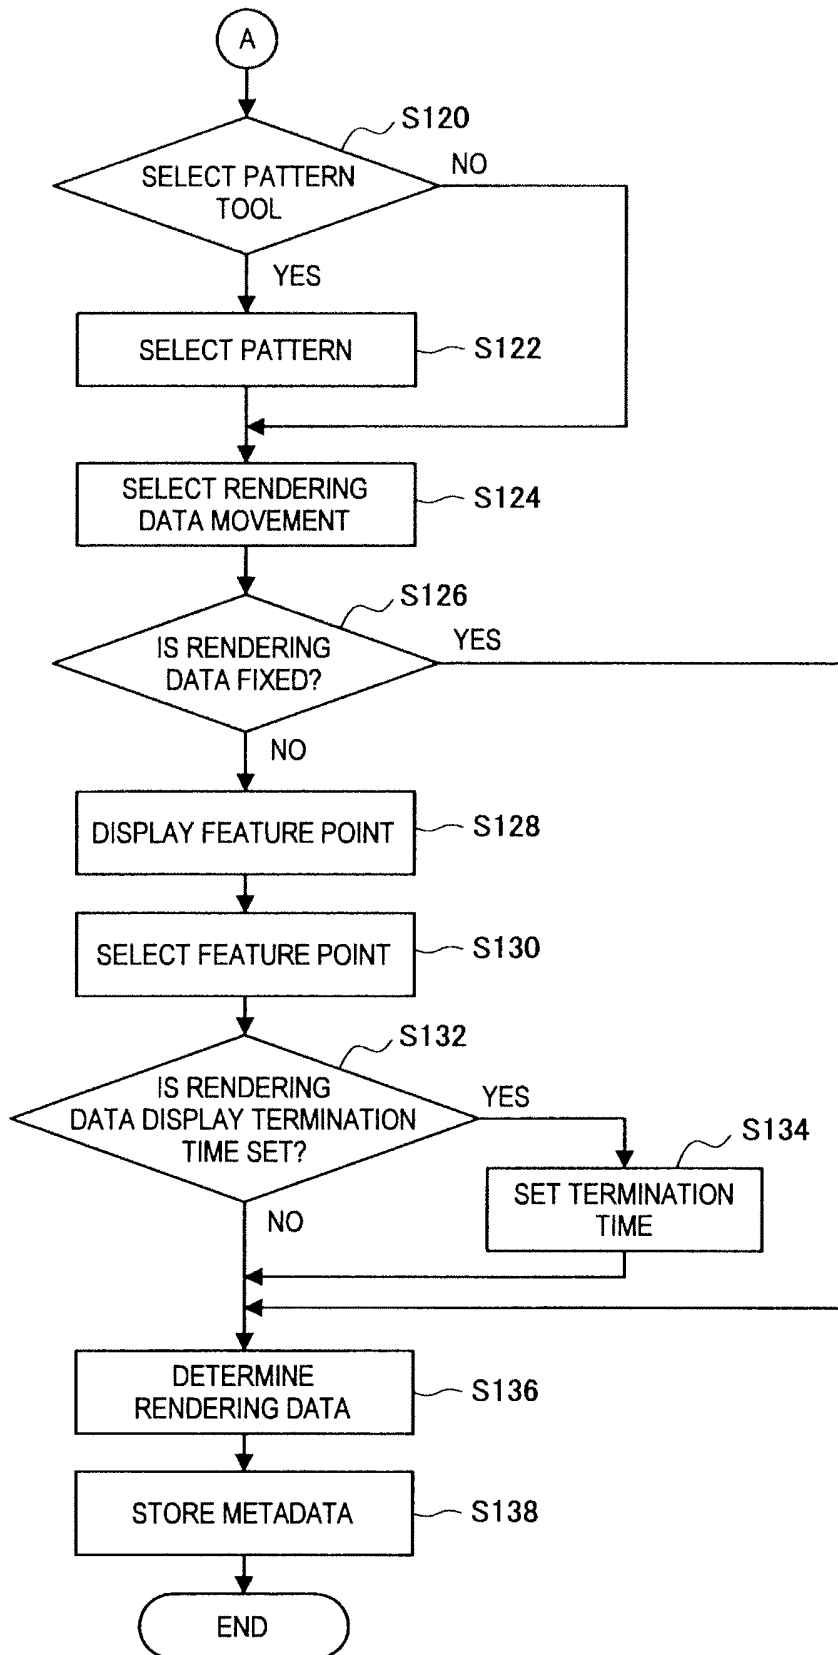 A
S120
SELECT PATTERN
TOOL
NO
YES
SELECT PATTERN
S122
SELECT RENDERING
DATA MOVEMENT
S124
S126
IS RENDERING
DATA FIXED?
YES
NO
DISPLAY FEATURE POINT
S128
SELECT FEATURE POINT
S130
S132
IS RENDERING
DATA DISPLAY TERMINATION
TIME SET?
YES
S134
SET TERMINATION
TIME
NO
DETERMINE
RENDERING DATA
S136
STORE METADATA
S138
END